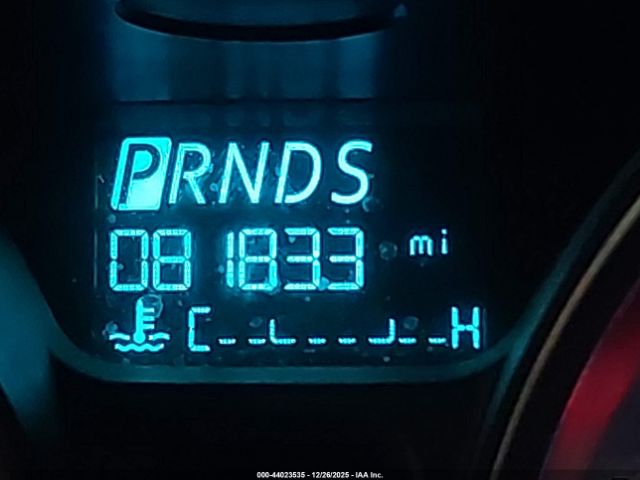 PRNDS
081833 mi
C H
000-44023535 - 12/26/2025 - IAA Inc.